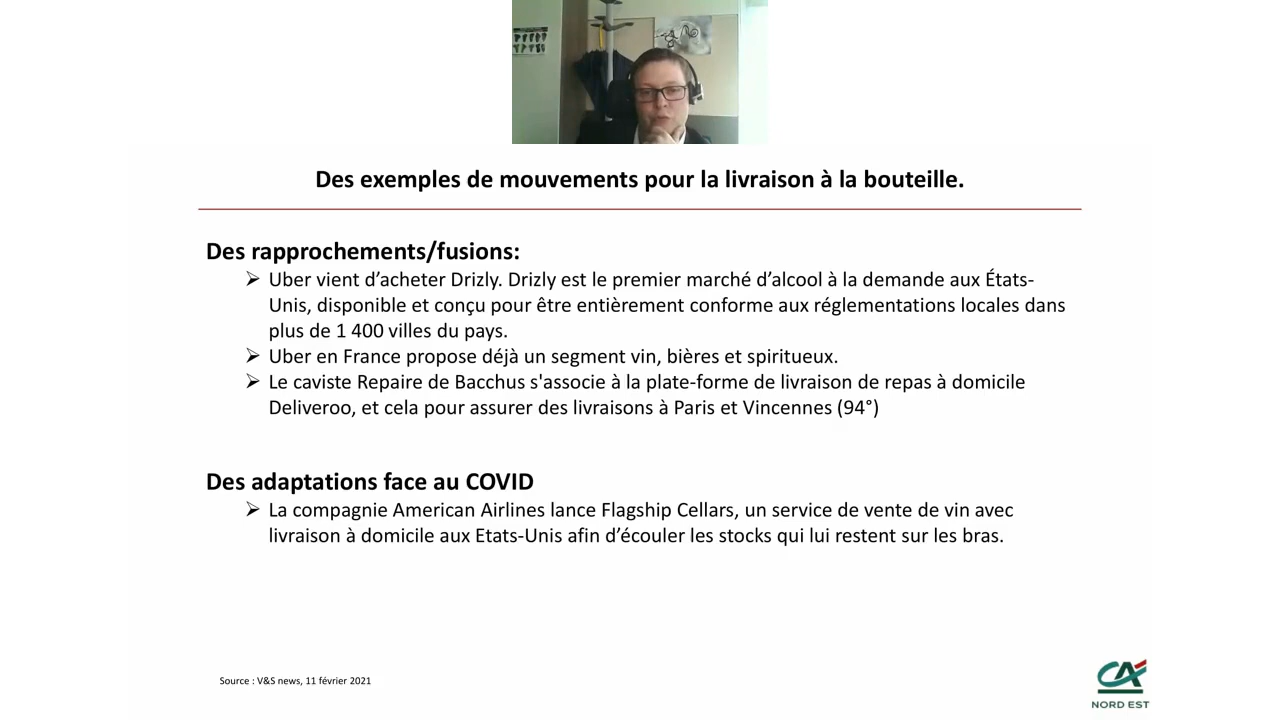 Des exemples de mouvements pour la livraison à la bouteille.
Des rapprochements/fusions:
Uber vient d’acheter Drizly. Drizly est le premier marché d’alcool à la demande aux États-
Unis, disponible et conçu pour être entièrement conforme aux réglementations locales dans
plus de 1 400 villes du pays.
Uber en France propose déjà un segment vin, bières et spiritueux.
Le caviste Repaire de Bacchus s'associe à la plate-forme de livraison de repas à domicile
Deliveroo, et cela pour assurer des livraisons à Paris et Vincennes (94°)
Des adaptations face au COVID
La compagnie American Airlines lance Flagship Cellars, un service de vente de vin avec
livraison à domicile aux Etats-Unis afin d’écouler les stocks qui lui restent sur les bras.
Source : V&S news, 11 février 2021
CA
NORD EST